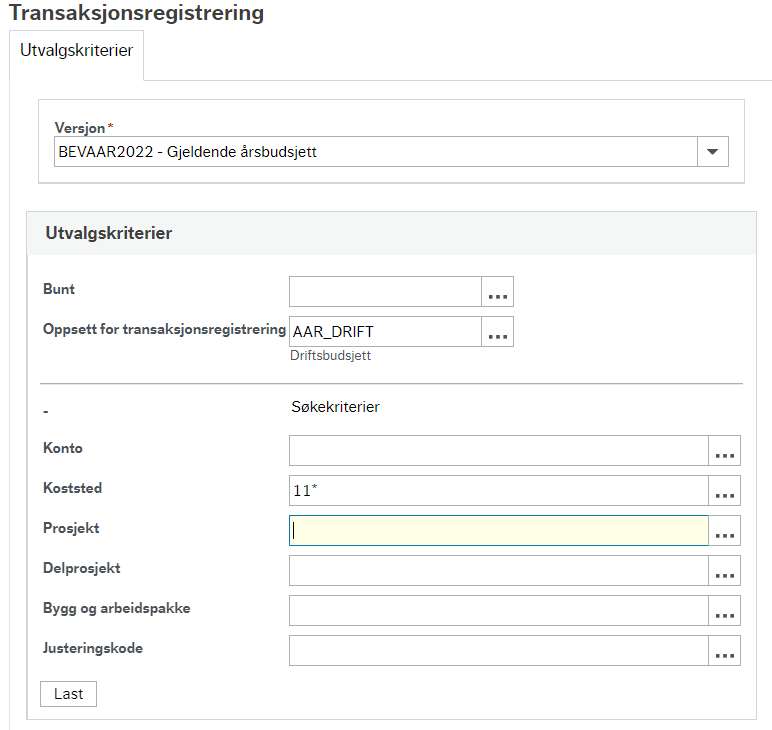 Transaksjonsregistrering
Utvalgskriterier
Versjon*
BEVAAR2022 - Gjeldende årsbudsjett
Utvalgskriterier
Bunt
...
Oppsett for transaksjonsregistrering AAR_DRIFT ...
Driftsbudsjett
- Søkekriterier
Konto ...
Koststed 11* ...
Prosjekt ...
Delprosjekt ...
Bygg og arbeidspakke ...
Justeringskode ...
Last